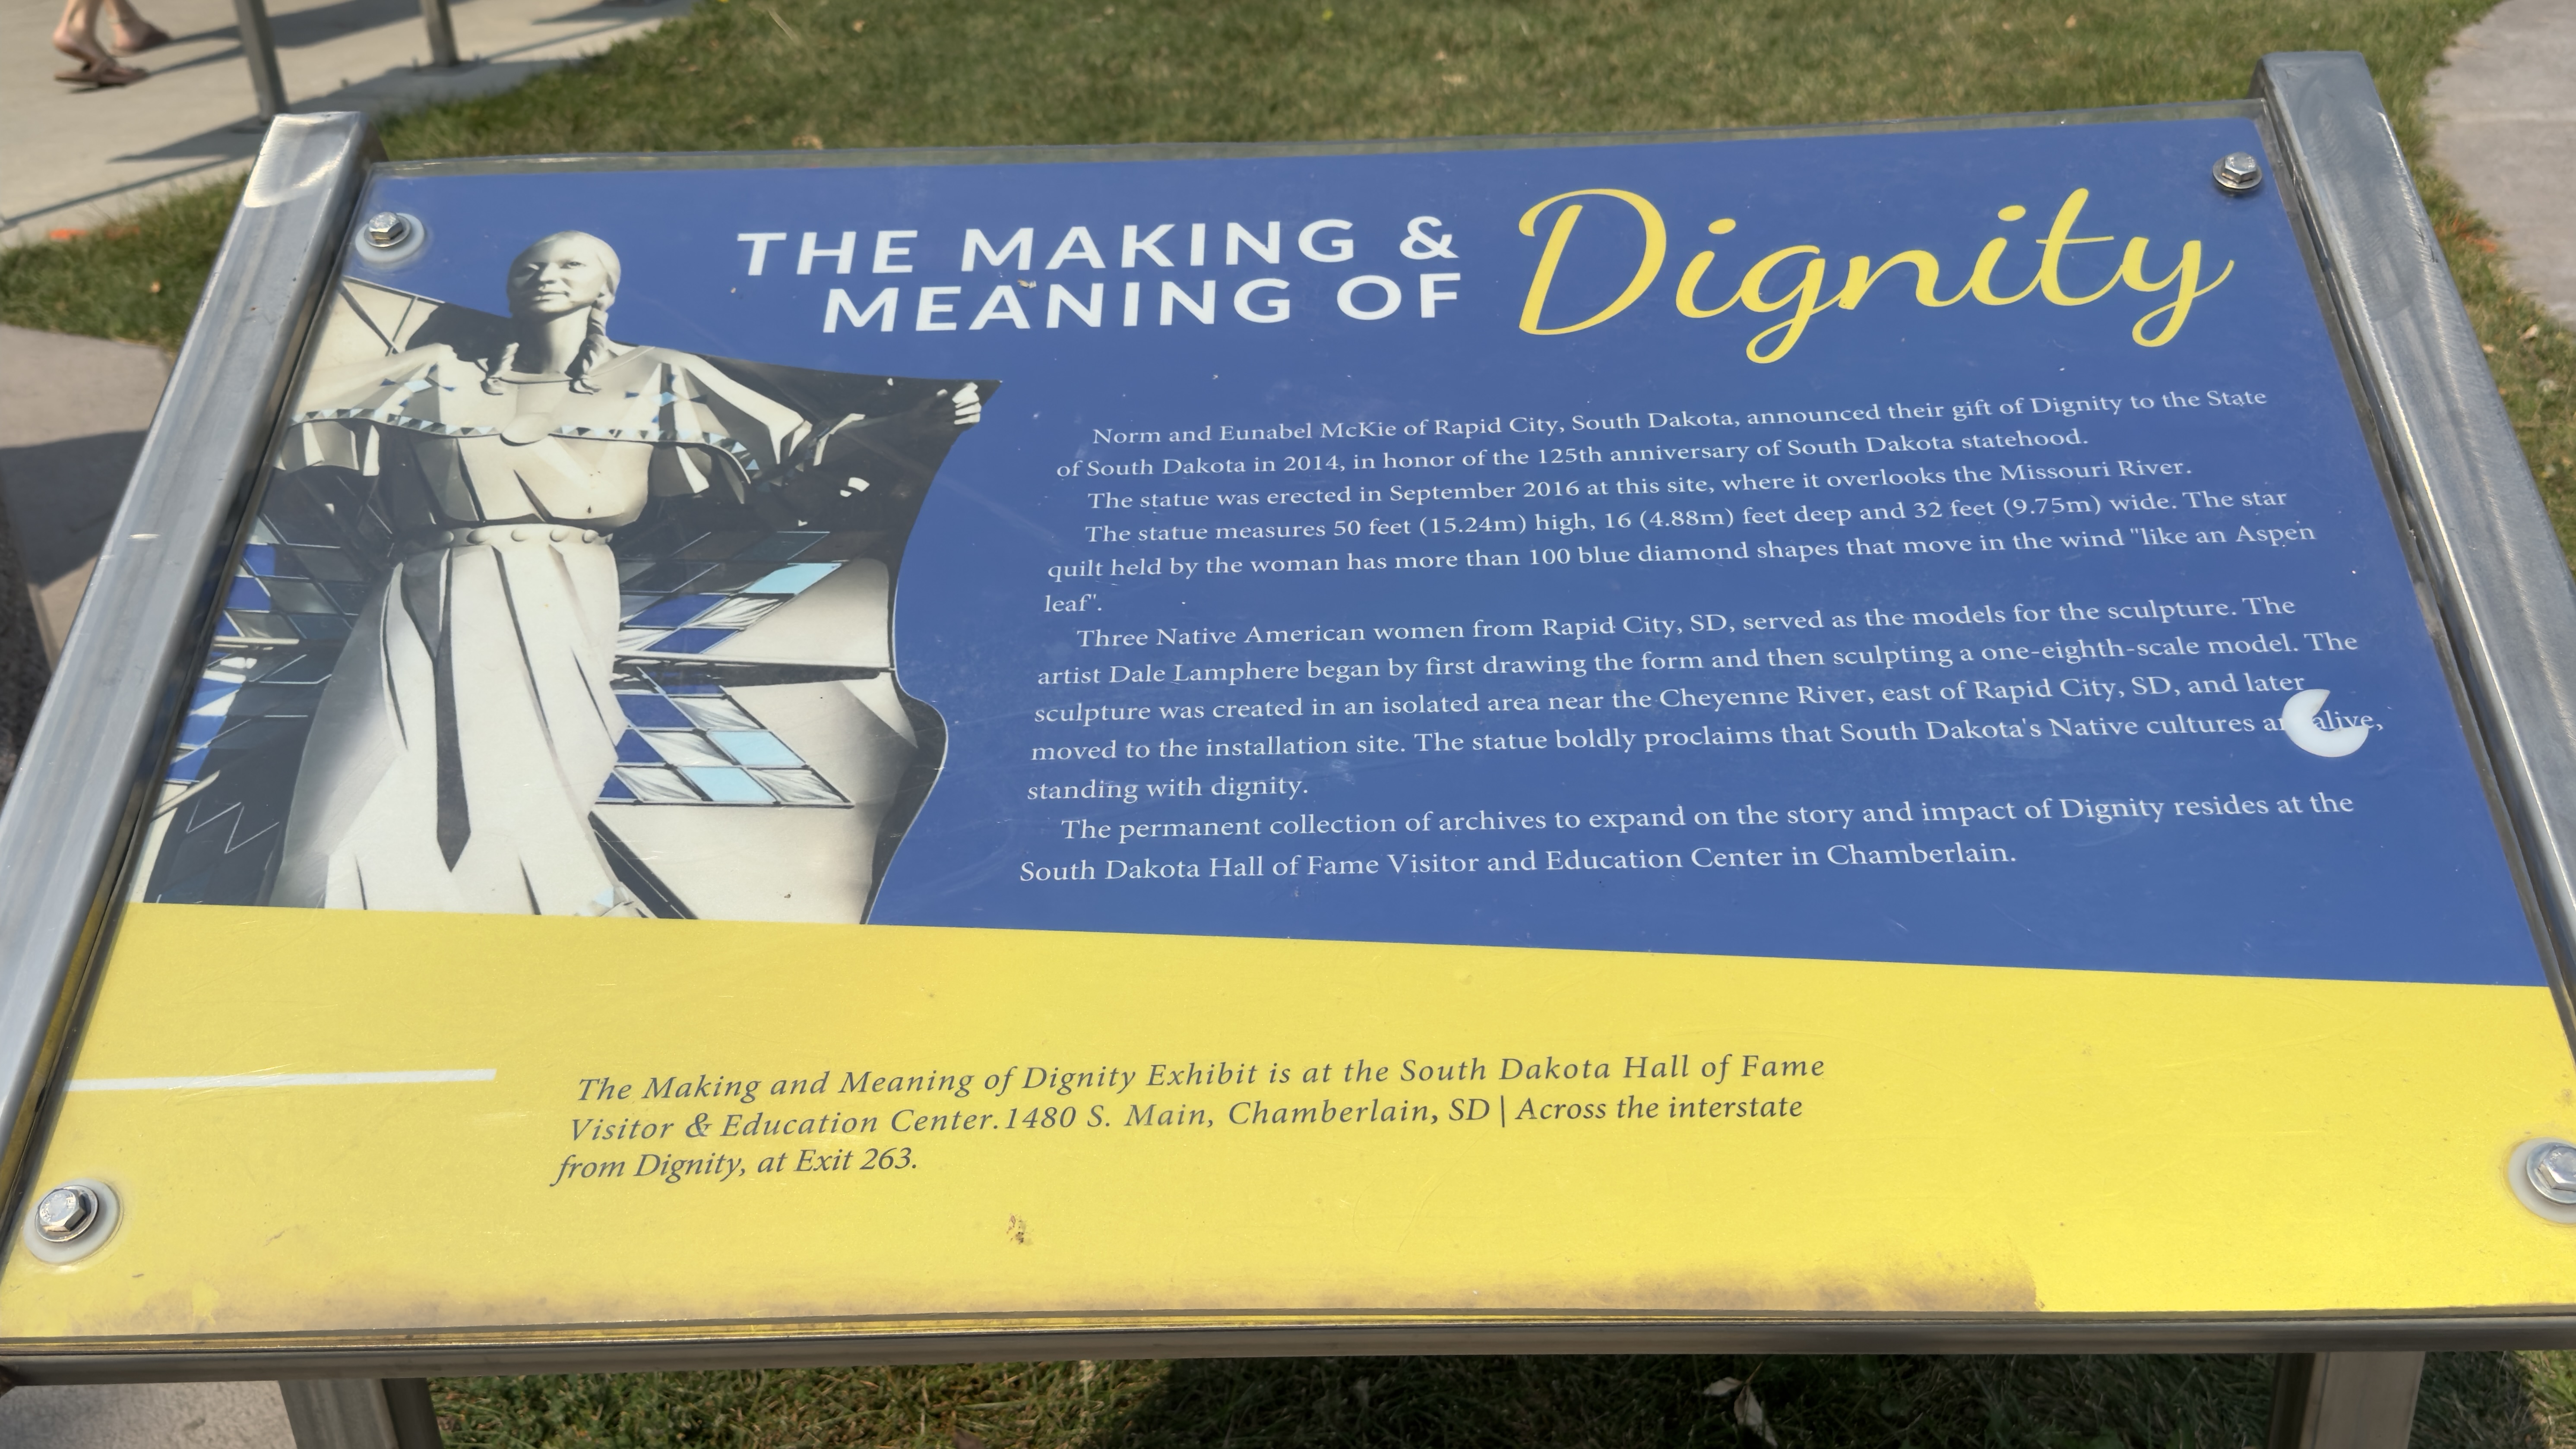 THE MAKING &
MEANING OF Dignity
Norm and Eunabel McKie of Rapid City, South Dakota, announced their gift of Dignity to the State
of South Dakota in 2014, in honor of the 125th anniversary of South Dakota statehood.
The statue was erected in September 2016 at this site, where it overlooks the Missouri River.
The statue measures 50 feet (15.24m) high, 16 (4.88m) feet deep and 32 feet (9.75m) wide. The star
quilt held by the woman has more than 100 blue diamond shapes that move in the wind "like an Aspen
leaf".
Three Native American women from Rapid City, SD, served as the models for the sculpture. The
artist Dale Lamphere began by first drawing the form and then sculpting a one-eighth-scale model. The
sculpture was created in an isolated area near the Cheyenne River, east of Rapid City, SD, and later
moved to the installation site. The statue boldly proclaims that South Dakota's Native cultures are alive,
standing with dignity.
The permanent collection of archives to expand on the story and impact of Dignity resides at the
South Dakota Hall of Fame Visitor and Education Center in Chamberlain.
The Making and Meaning of Dignity Exhibit is at the South Dakota Hall of Fame
Visitor & Education Center.1480 S. Main, Chamberlain, SD | Across the interstate
from Dignity, at Exit 263.